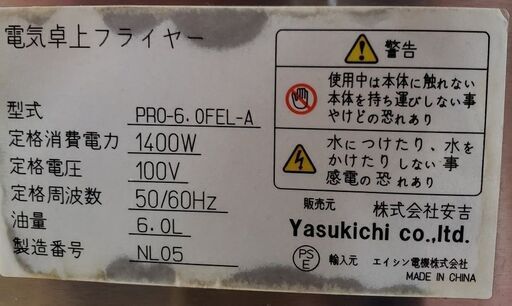 電気卓上フライヤー
型式 PRO-6.0FEL-A
定格消費電力 1400W
定格電圧 100V
定格周波数 50/60Hz
油量 6.0L
製造番号 NL05
警告
使用中は本体に触れない
本体を持ち運びしない事
やけどの恐れあり
水につけたり、水を
かけたりしない事
感電の恐れあり
販売元 株式会社安吉
Yasukichi co.,ltd.
PS
E
輸入元 エイシン電機株式会社
MADE IN CHINA